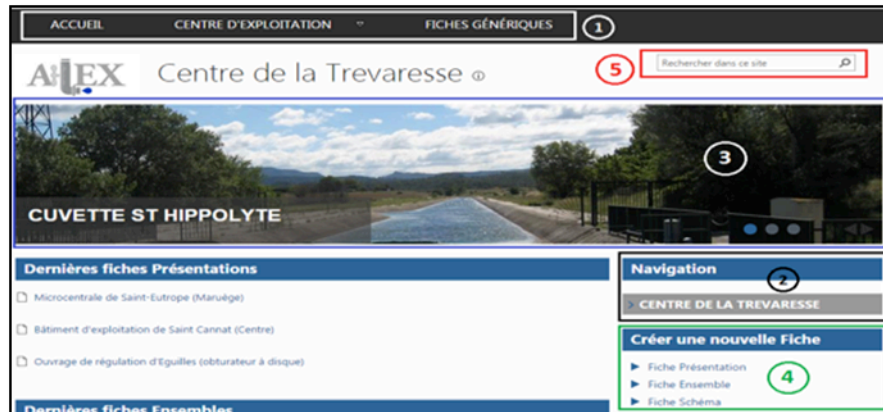 ACCUEIL CENTRE D'EXPLOITATION FICHES GÉNÉRIQUES 1
AILEX Centre de la Trevaresse 5 Rechercher dans ce site
3
CUVETTE ST HIPPOLYTE
Dernières fiches Présentations
Microcentrale de Saint-Eutrope (Maruége)
Bâtiment d'exploitation de Saint Cannat (Centre)
Ouvrage de régulation d'Eguilles (obturateur à disque)
Dernières fiches Ensembles
Navigation
2
> CENTRE DE LA TREVARESSE
Créer une nouvelle Fiche
Fiche Présentation
Fiche Ensemble
Fiche Schéma
4